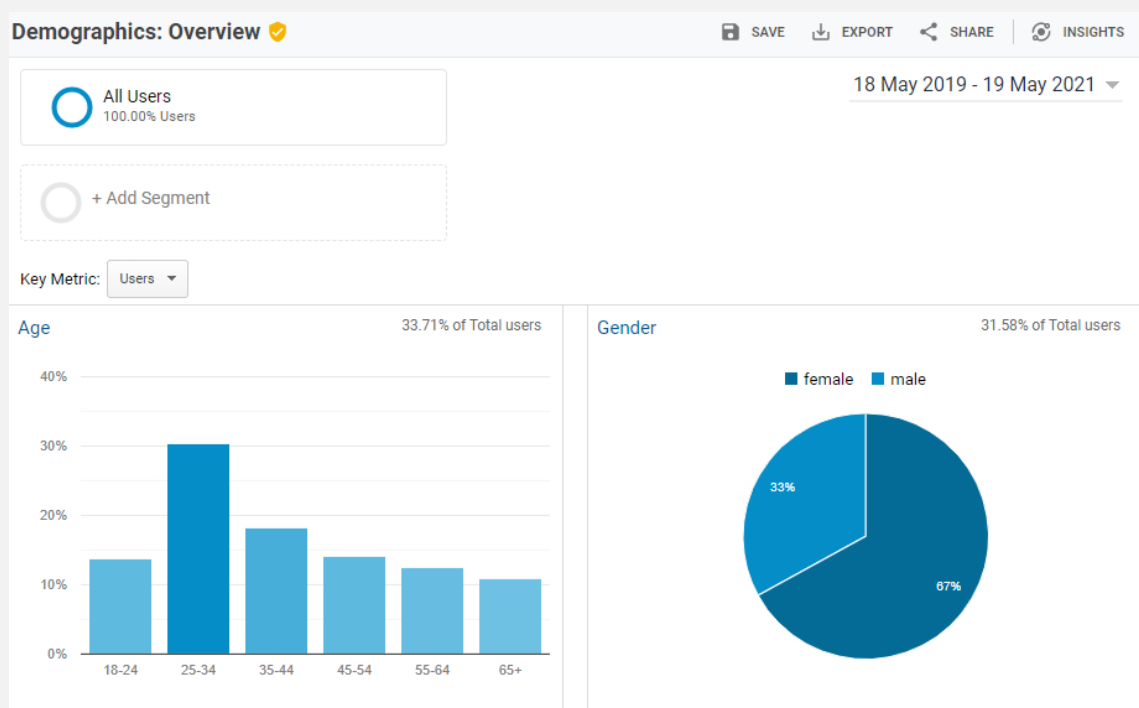 Demographics: Overview
SAVE
EXPORT
SHARE
INSIGHTS
All Users
100.00% Users
18 May 2019 - 19 May 2021
+ Add Segment
Key Metric:
Users
Age
33.71% of Total users
40%
30%
20%
10%
0%
18-24
25-34
35-44
45-54
55-64
65+
Gender
31.58% of Total users
female
male
33%
67%